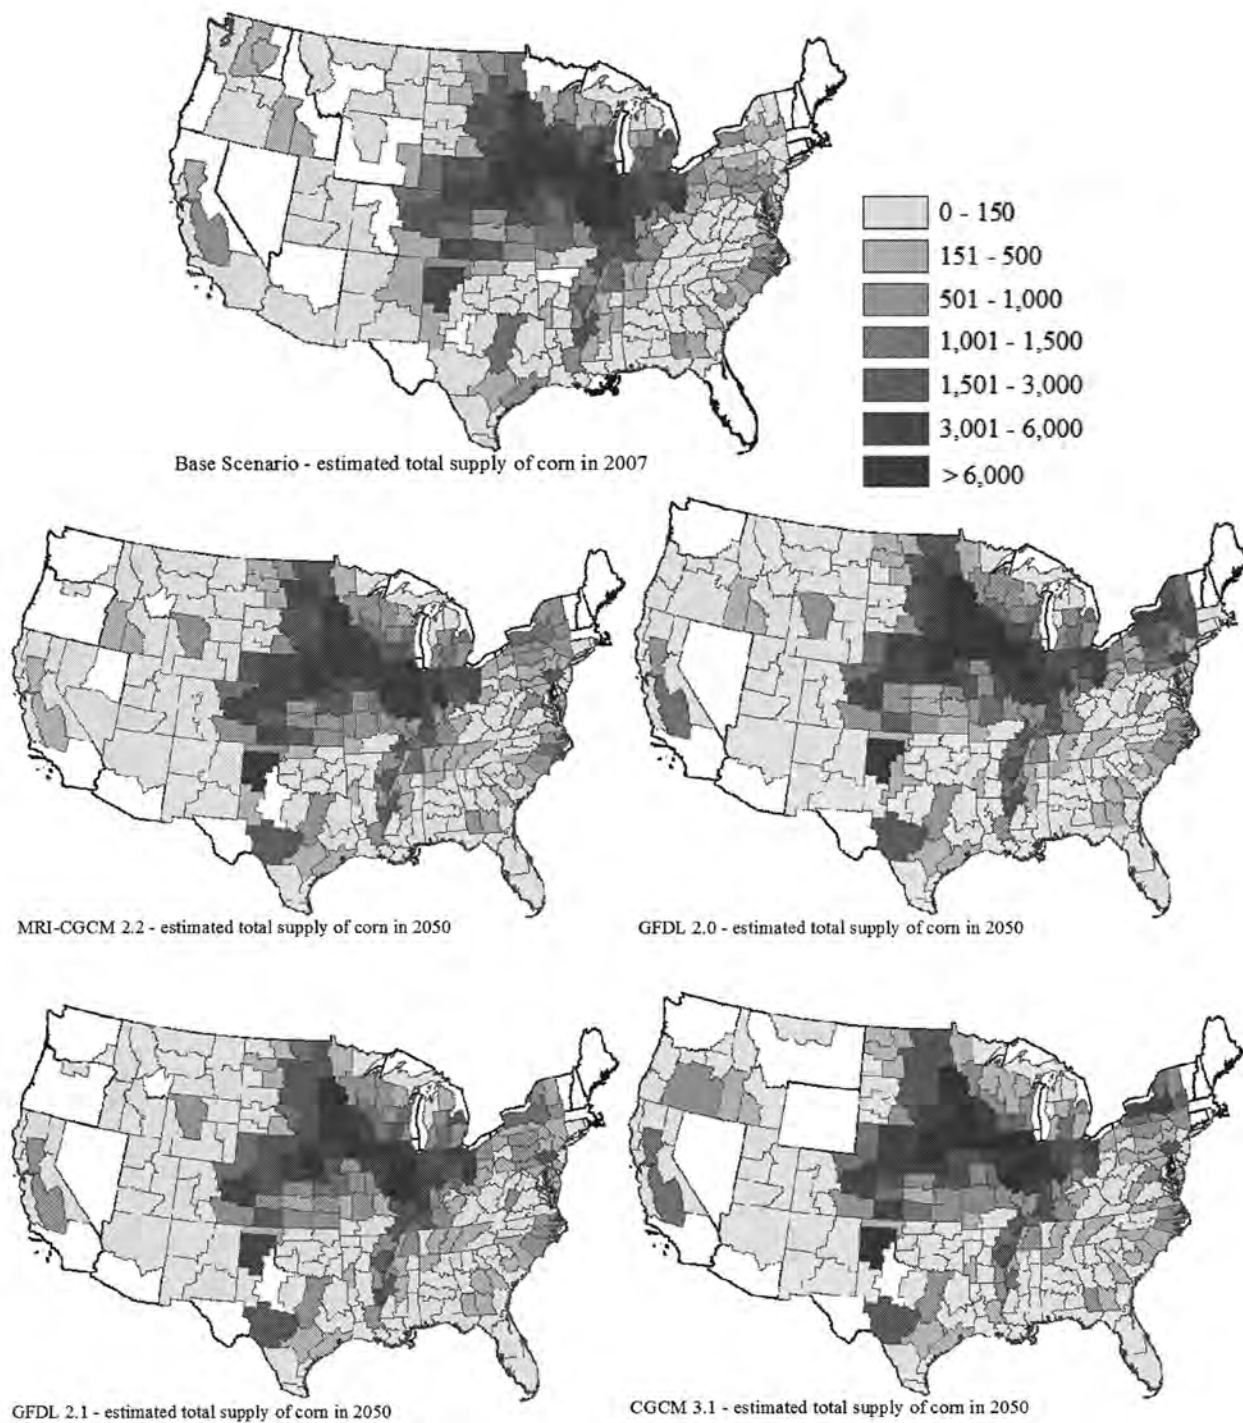 0 - 150
151 - 500
501 - 1,000
1,001 - 1,500
1,501 - 3,000
3,001 - 6,000
> 6,000
Base Scenario - estimated total supply of corn in 2007
MRI-CGCM 2.2 - estimated total supply of corn in 2050
GFDL 2.0 - estimated total supply of corn in 2050
GFDL 2.1 - estimated total supply of corn in 2050
CGCM 3.1 - estimated total supply of corn in 2050